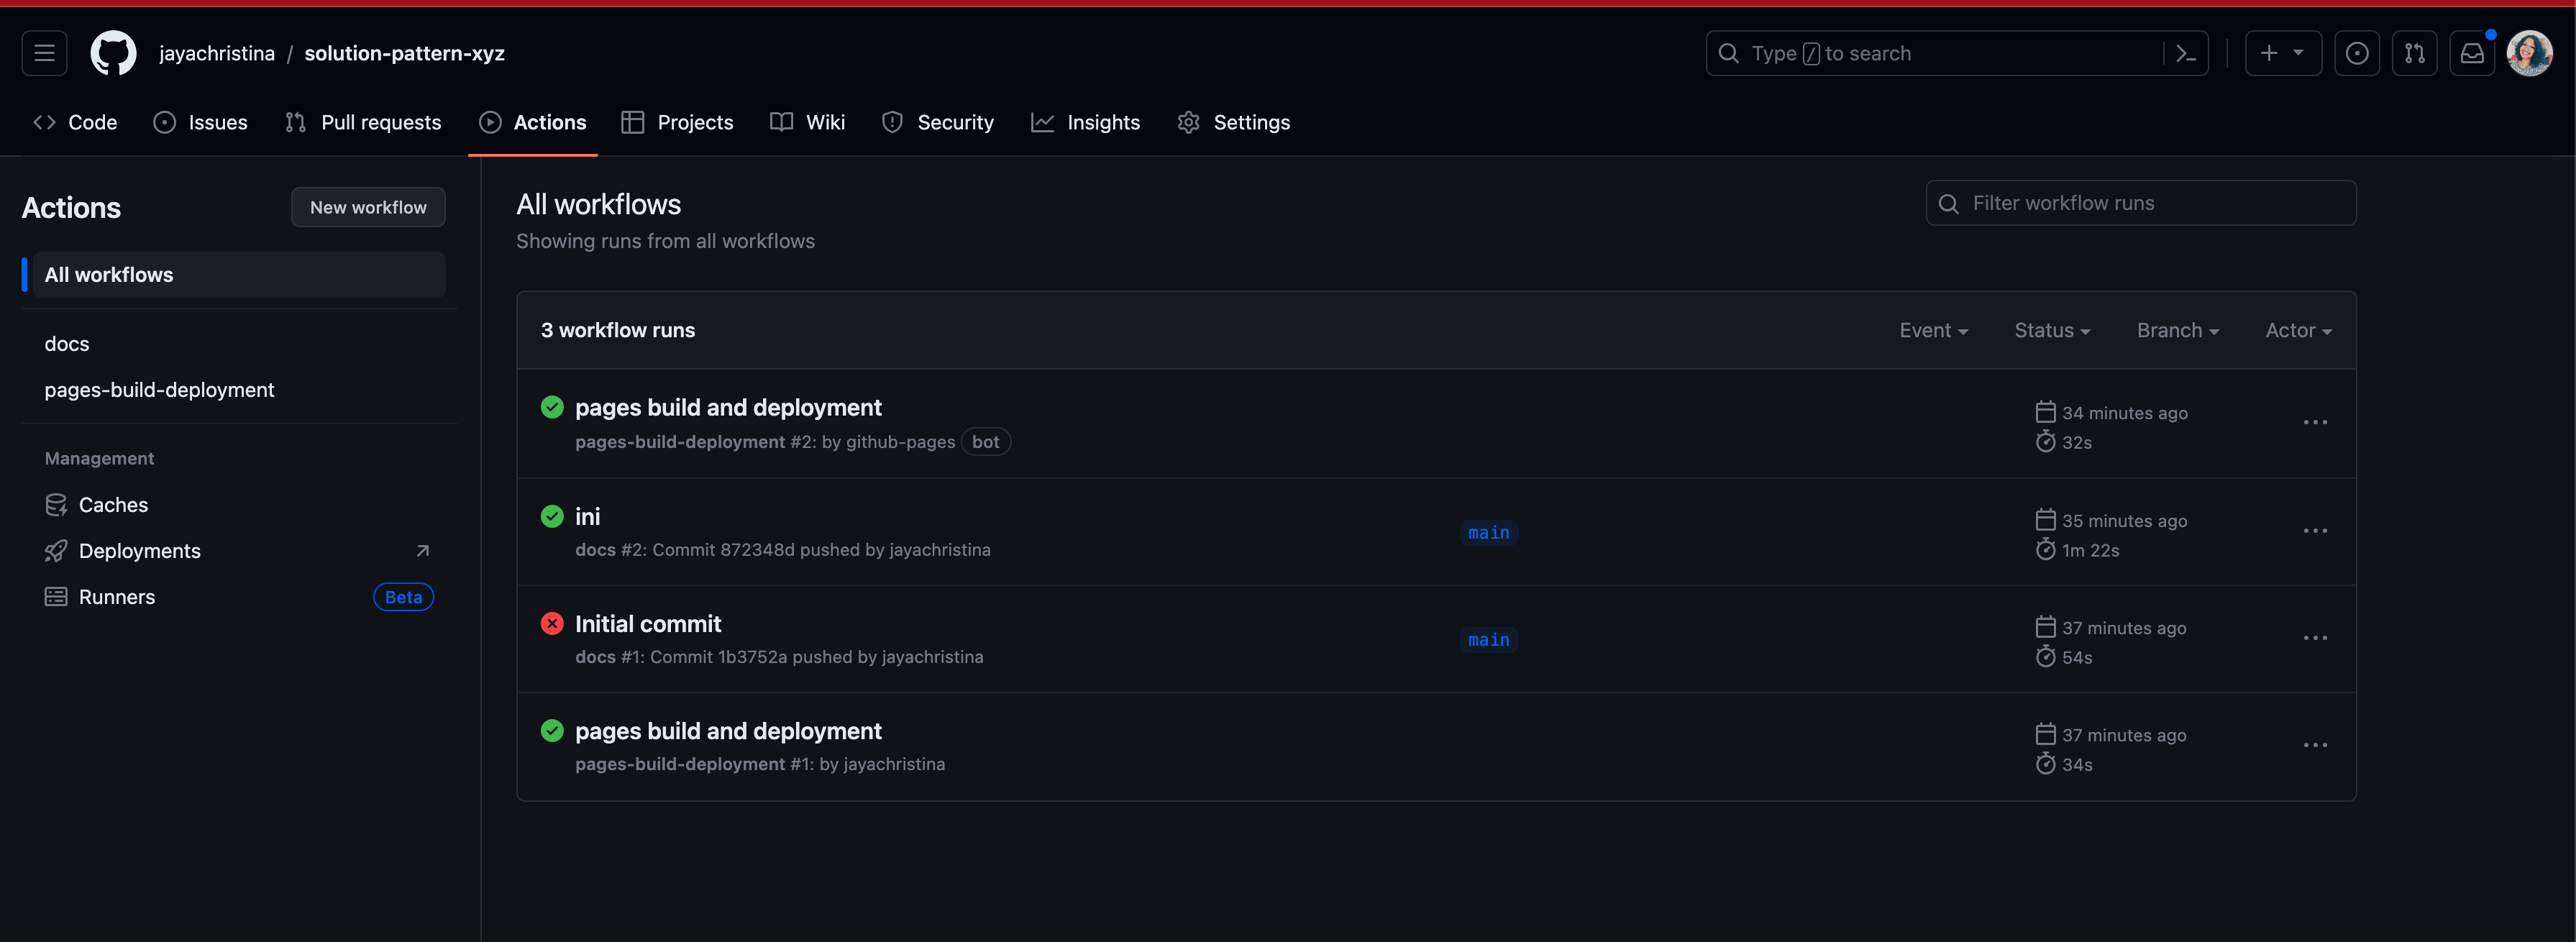 jayachristina / solution-pattern-xyz
Type / to search
Code Issues Pull requests Actions Projects Wiki Security Insights Settings
Actions
New workflow
All workflows
docs
pages-build-deployment
Management
Caches
Deployments
Runners Beta
All workflows
Showing runs from all workflows
Filter workflow runs
3 workflow runs
Event Status Branch Actor
pages build and deployment
pages-build-deployment #2: by github-pages bot
34 minutes ago
32s
ini
docs #2: Commit 872348d pushed by jayachristina
main
35 minutes ago
1m 22s
Initial commit
docs #1: Commit 1b3752a pushed by jayachristina
main
37 minutes ago
54s
pages build and deployment
pages-build-deployment #1: by jayachristina
37 minutes ago
34s